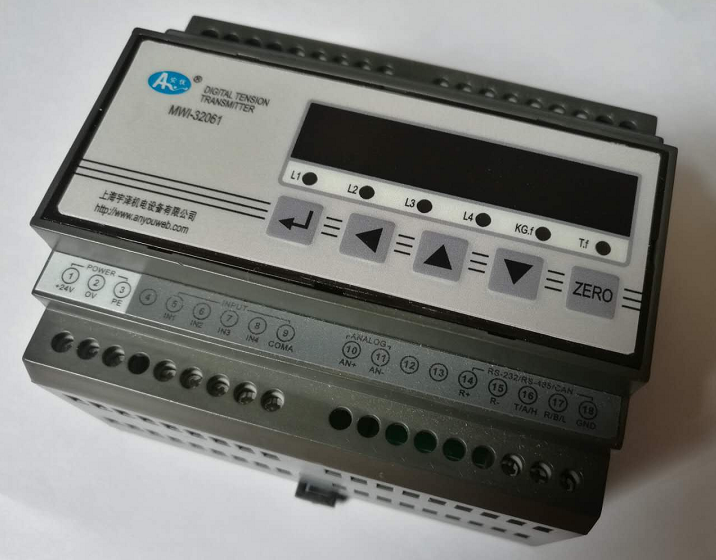 ®
DIGITAL TENSION
TRANSMITTER
MWI-32061
上海宇泽机电设备有限公司
http://www.anyouweb.com
L1 L2 L3 L4 KG.f T.f
ZERO
POWER INPUT ANALOG RS-232/RS-485/CAN
1 2 3 4 5 6 7 8 9 10 11 12 13 14 15 16 17 18
+24V 0V PE IN1 IN2 IN3 IN4 COMA AN+ AN- R+ R- T/A/H R/B/L GND